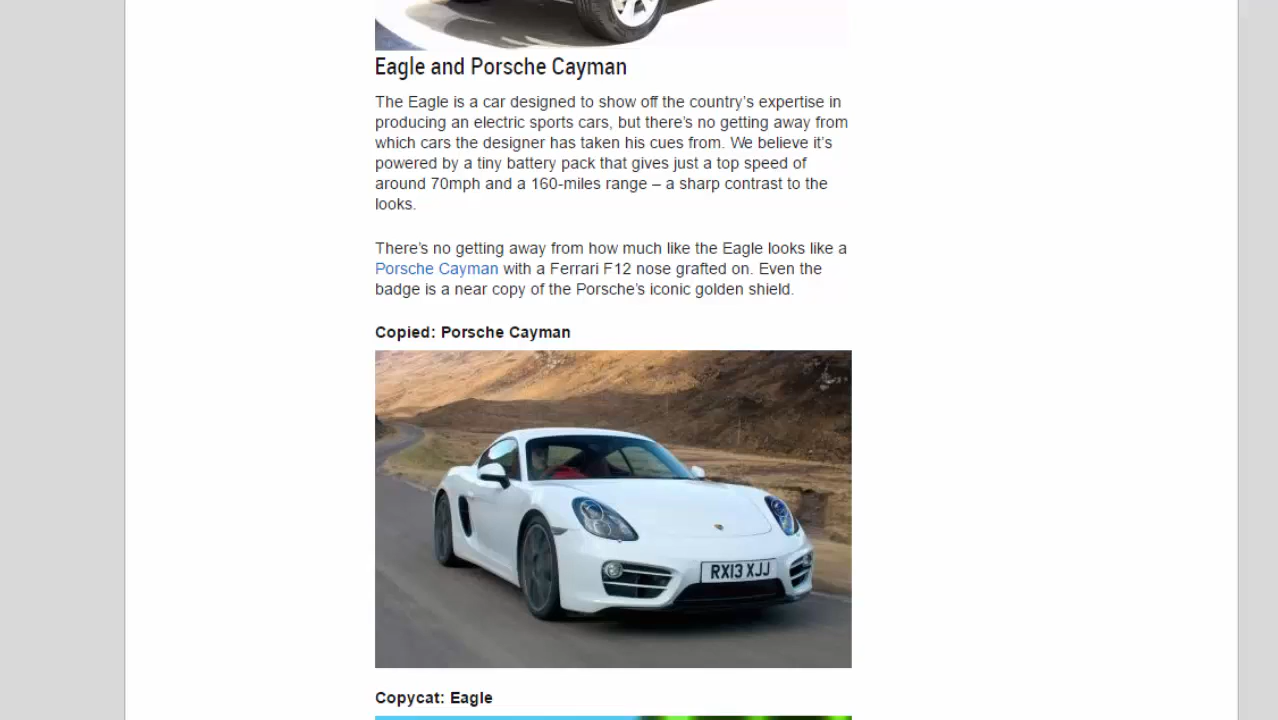 Eagle and Porsche Cayman
The Eagle is a car designed to show off the country's expertise in
producing an electric sports cars, but there's no getting away from
which cars the designer has taken his cues from. We believe it's
powered by a tiny battery pack that gives just a top speed of
around 70mph and a 160-miles range – a sharp contrast to the
looks.
There's no getting away from how much like the Eagle looks like a
Porsche Cayman with a Ferrari F12 nose grafted on. Even the
badge is a near copy of the Porsche's iconic golden shield.
Copied: Porsche Cayman
RX13 XJJ
Copycat: Eagle